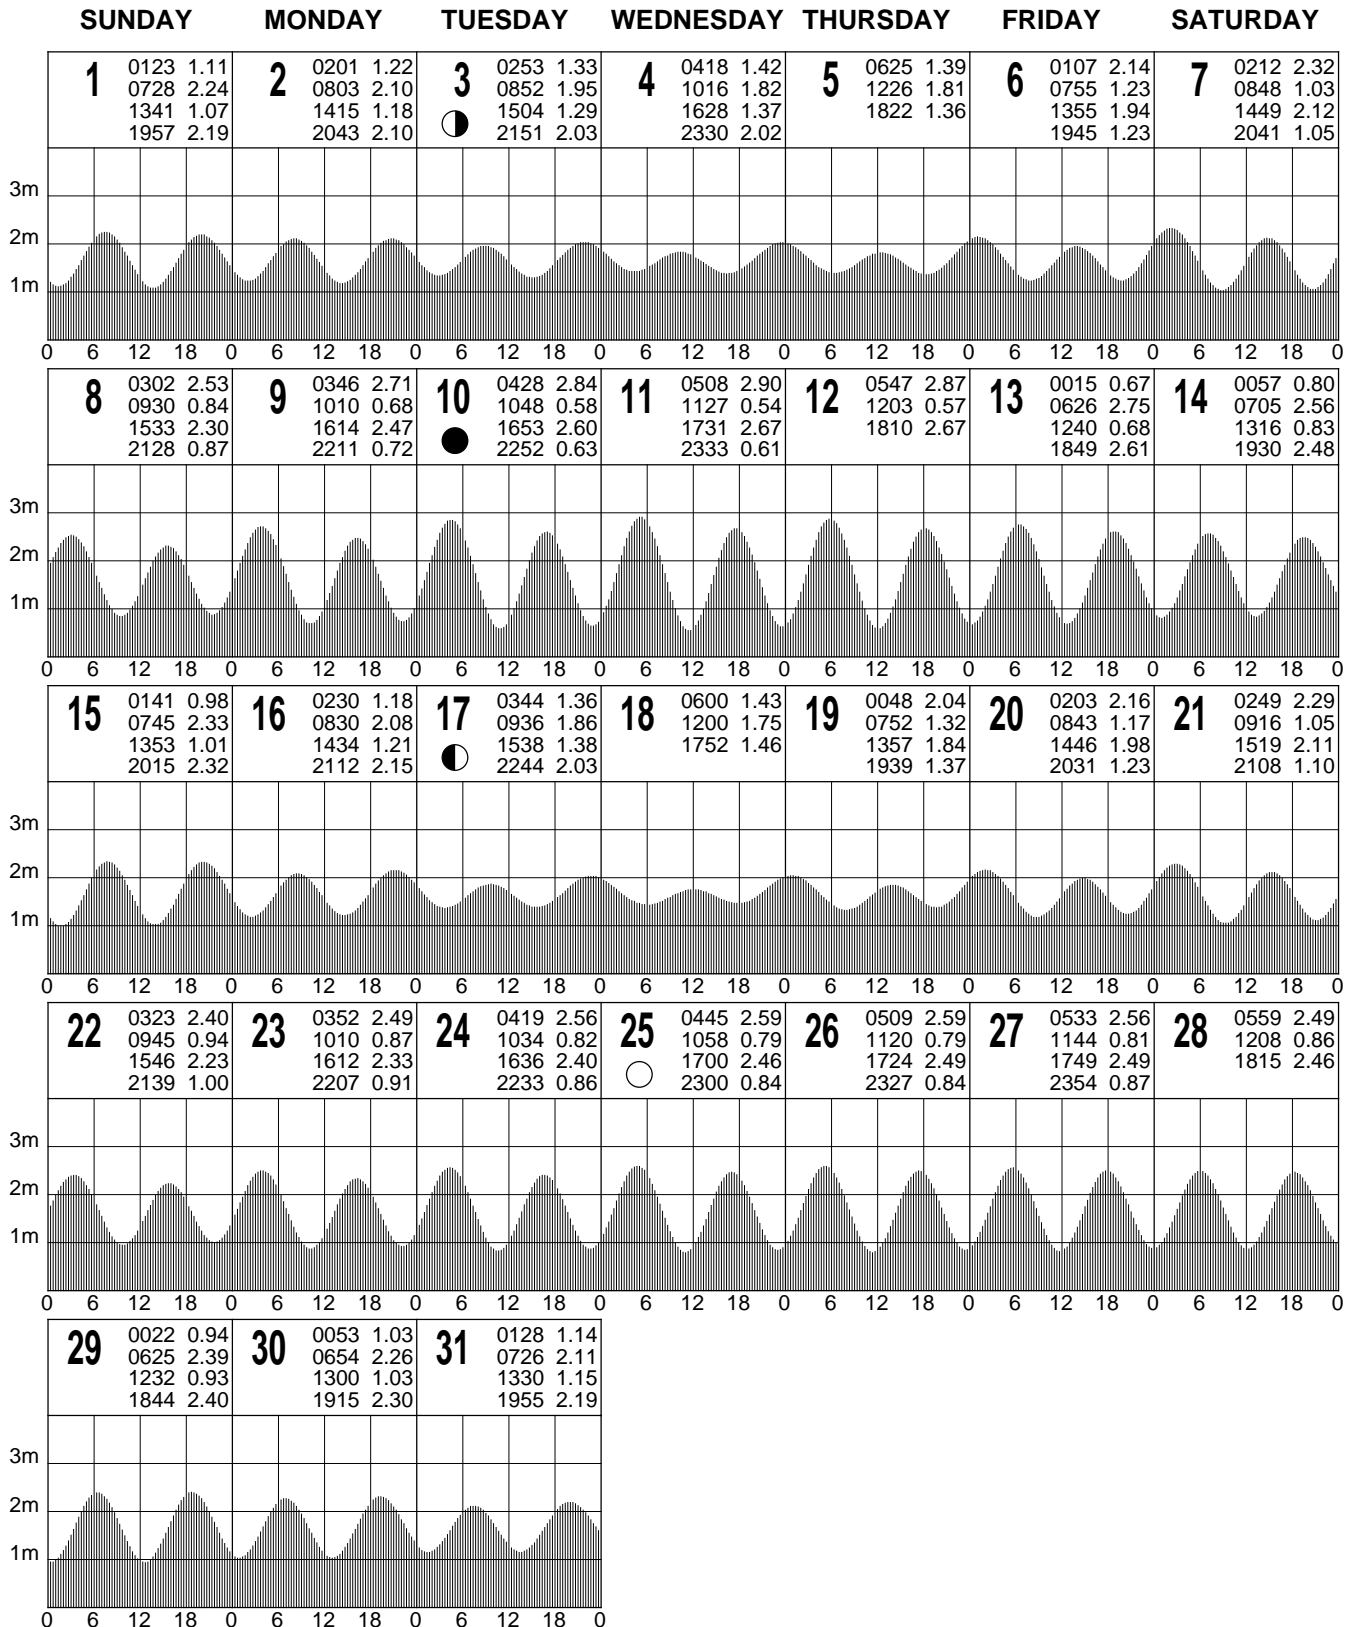 SUNDAY MONDAY TUESDAY WEDNESDAY THURSDAY FRIDAY SATURDAY
1 0123 1.11 2 0201 1.22 3 0253 1.33 4 0418 1.42 5 0625 1.39 6 0107 2.14 7 0212 2.32
0728 2.24 0803 2.10 0852 1.95 1016 1.82 1226 1.81 0755 1.23 0848 1.03
1341 1.07 1415 1.18 1504 1.29 1628 1.37 1822 1.36 1355 1.94 1449 2.12
1957 2.19 2043 2.10 2151 2.03 2330 2.02 1945 1.23 2041 1.05
3m
2m
1m
0 6 12 18 0 6 12 18 0 6 12 18 0 6 12 18 0 6 12 18 0 6 12 18 0 6 12 18 0
8 0302 2.53 9 0346 2.71 10 0428 2.84 11 0508 2.90 12 0547 2.87 13 0015 0.67 14 0057 0.80
0930 0.84 1010 0.68 1048 0.58 1127 0.54 1203 0.57 0626 2.75 0705 2.56
1533 2.30 1614 2.47 1653 2.60 1731 2.67 1810 2.67 1240 0.68 1316 0.83
2128 0.87 2211 0.72 2252 0.63 2333 0.61 1849 2.61 1930 2.48
3m
2m
1m
0 6 12 18 0 6 12 18 0 6 12 18 0 6 12 18 0 6 12 18 0 6 12 18 0 6 12 18 0
15 0141 0.98 16 0230 1.18 17 0344 1.36 18 0600 1.43 19 0048 2.04 20 0203 2.16 21 0249 2.29
0745 2.33 0830 2.08 0936 1.86 1200 1.75 0752 1.32 0843 1.17 0916 1.05
1353 1.01 1434 1.21 1538 1.38 1752 1.46 1357 1.84 1446 1.98 1519 2.11
2015 2.32 2112 2.15 2244 2.03 1939 1.37 2031 1.23 2108 1.10
3m
2m
1m
0 6 12 18 0 6 12 18 0 6 12 18 0 6 12 18 0 6 12 18 0 6 12 18 0 6 12 18 0
22 0323 2.40 23 0352 2.49 24 0419 2.56 25 0445 2.59 26 0509 2.59 27 0533 2.56 28 0559 2.49
0945 0.94 1010 0.87 1034 0.82 1058 0.79 1120 0.79 1144 0.81 1208 0.86
1546 2.23 1612 2.33 1636 2.40 1700 2.46 1724 2.49 1749 2.49 1815 2.46
2139 1.00 2207 0.91 2233 0.86 2300 0.84 2327 0.84 2354 0.87
3m
2m
1m
0 6 12 18 0 6 12 18 0 6 12 18 0 6 12 18 0 6 12 18 0 6 12 18 0 6 12 18 0
29 0022 0.94 30 0053 1.03 31 0128 1.14
0625 2.39 0654 2.26 0726 2.11
1232 0.93 1300 1.03 1330 1.15
1844 2.40 1915 2.30 1955 2.19
3m
2m
1m
0 6 12 18 0 6 12 18 0 6 12 18 0